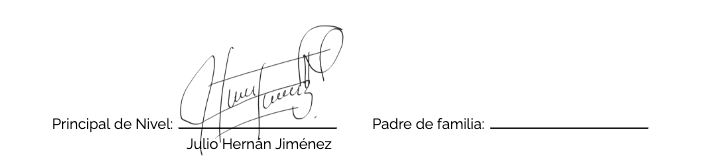 Principal de Nivel: Padre de familia:
Julio Hernán Jiménez